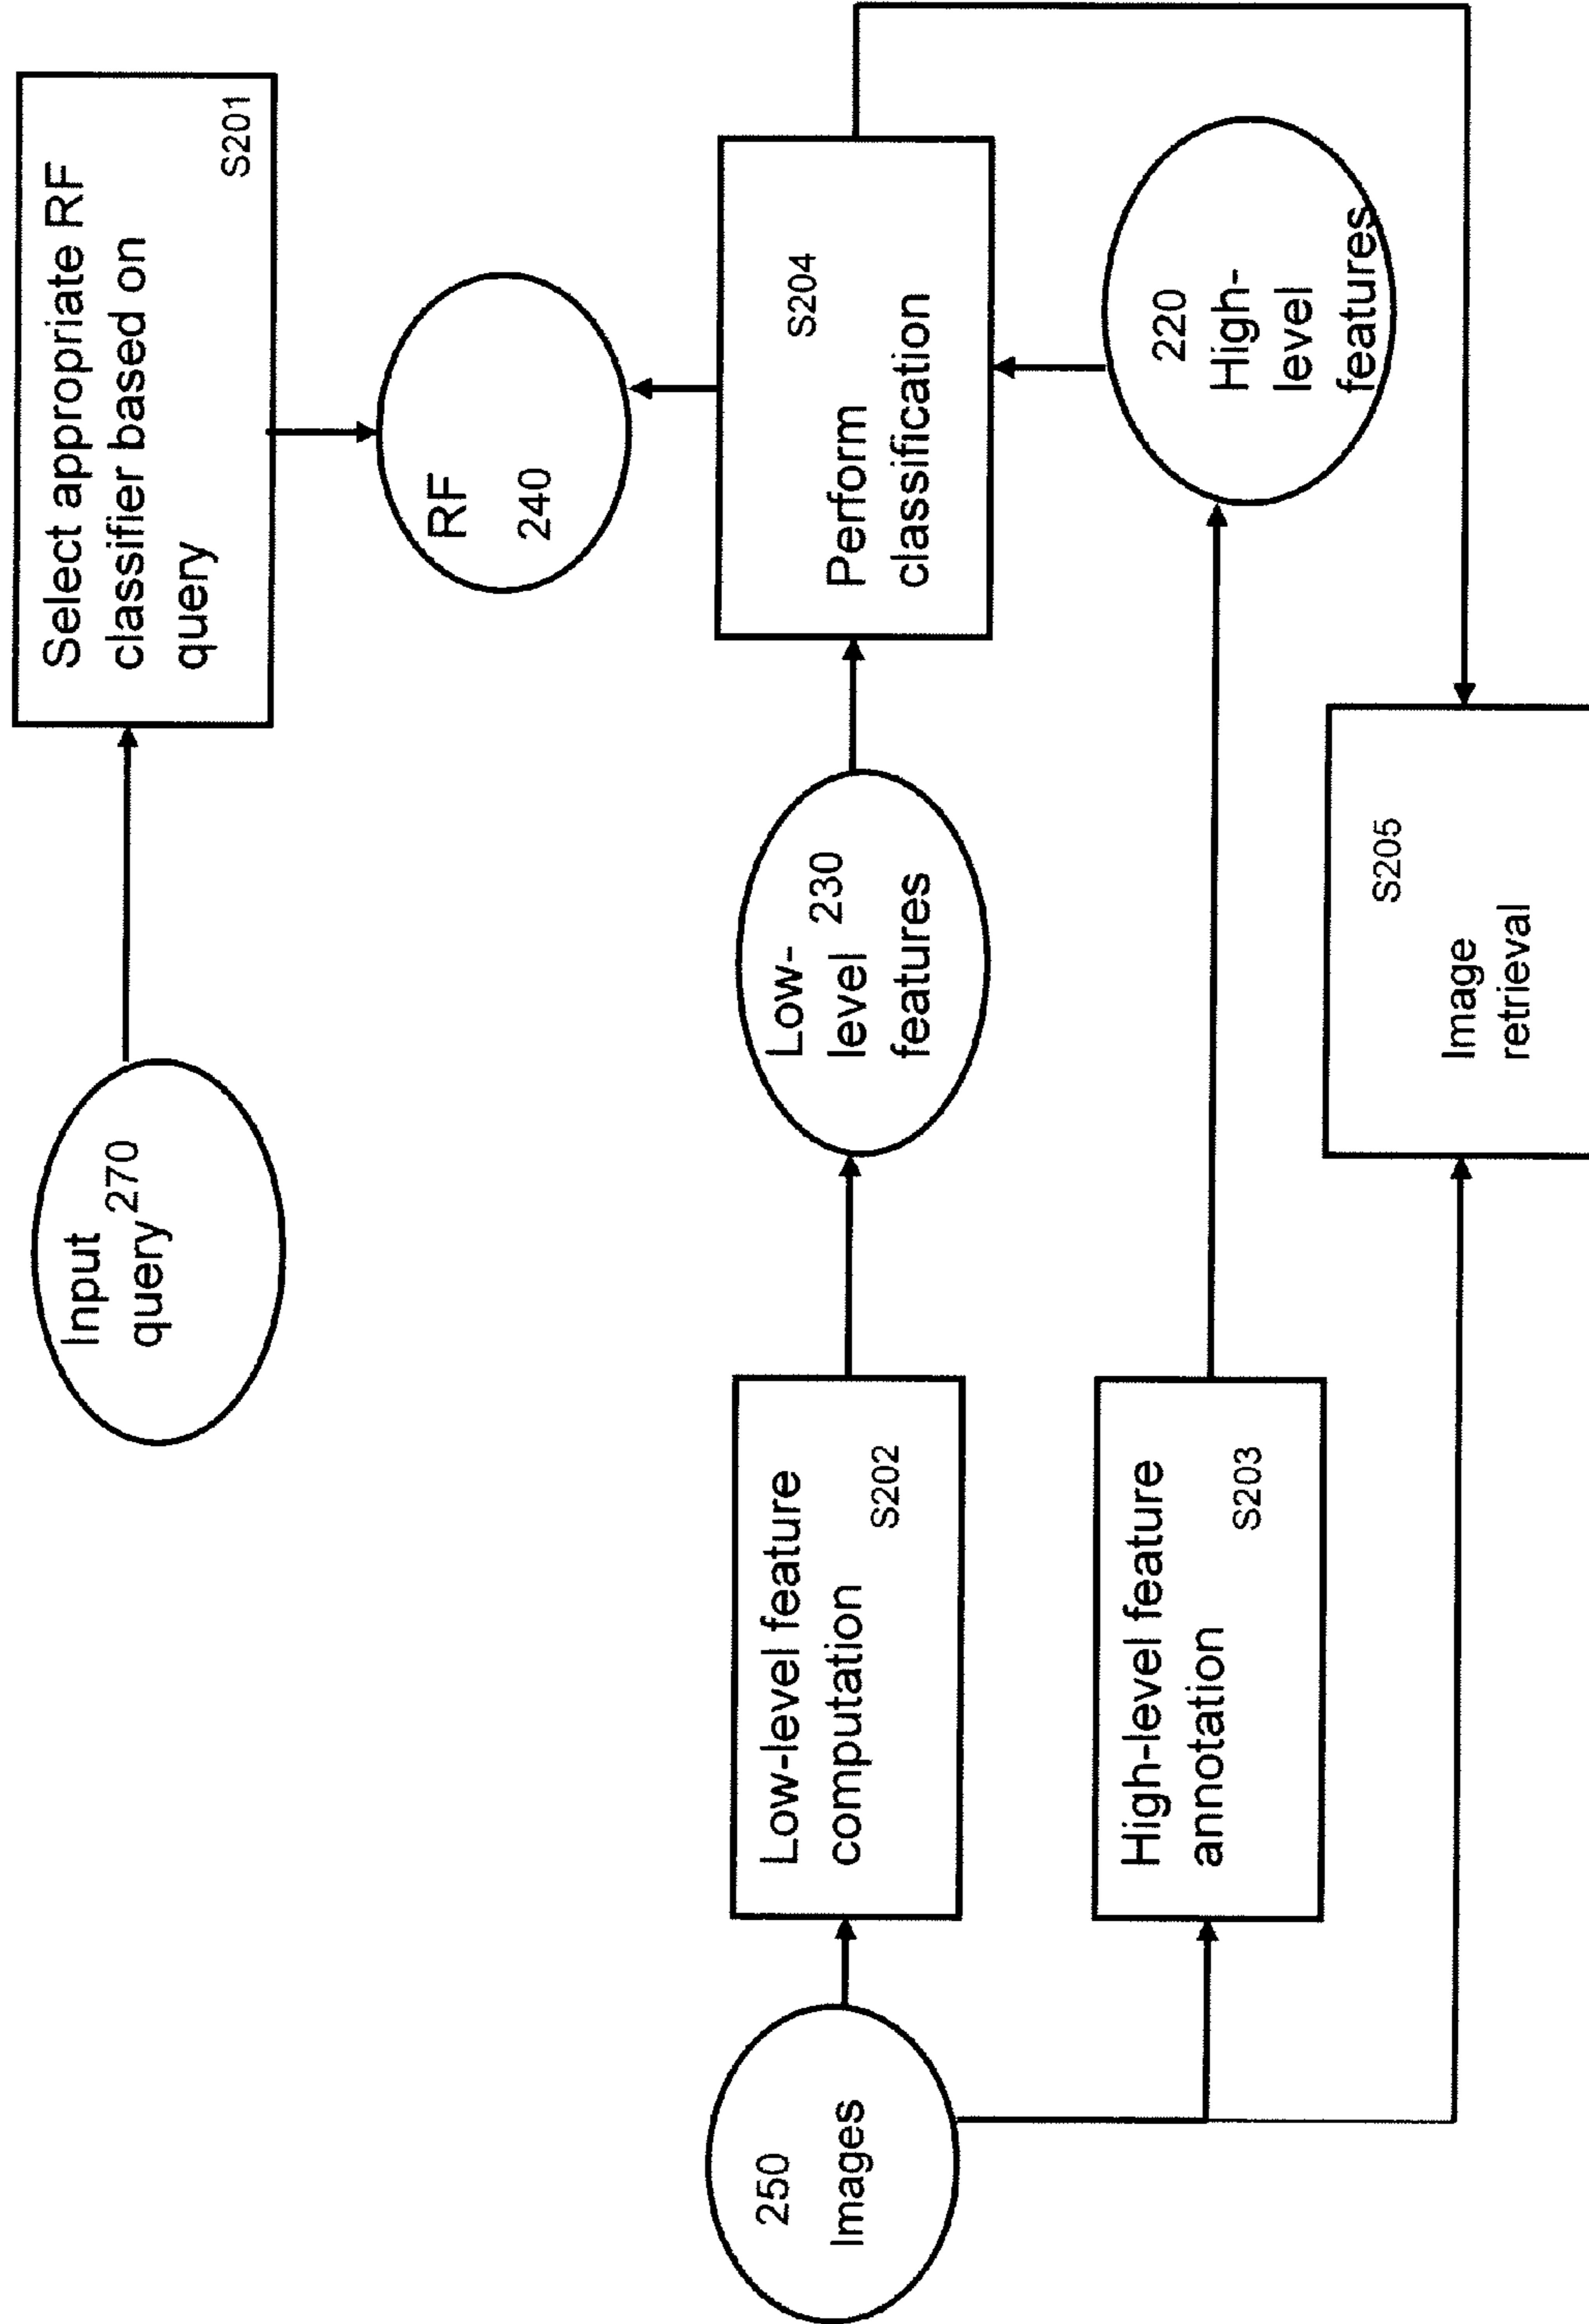 Input
query 270
Select appropriate RF
classifier based on
query
S201
RF
240
250
Images
Low-level feature
computation
S202
Low-
level 230
features
S204
Perform
classification
High-level feature
annotation
S203
220
High-
level
features
S205
Image
retrieval